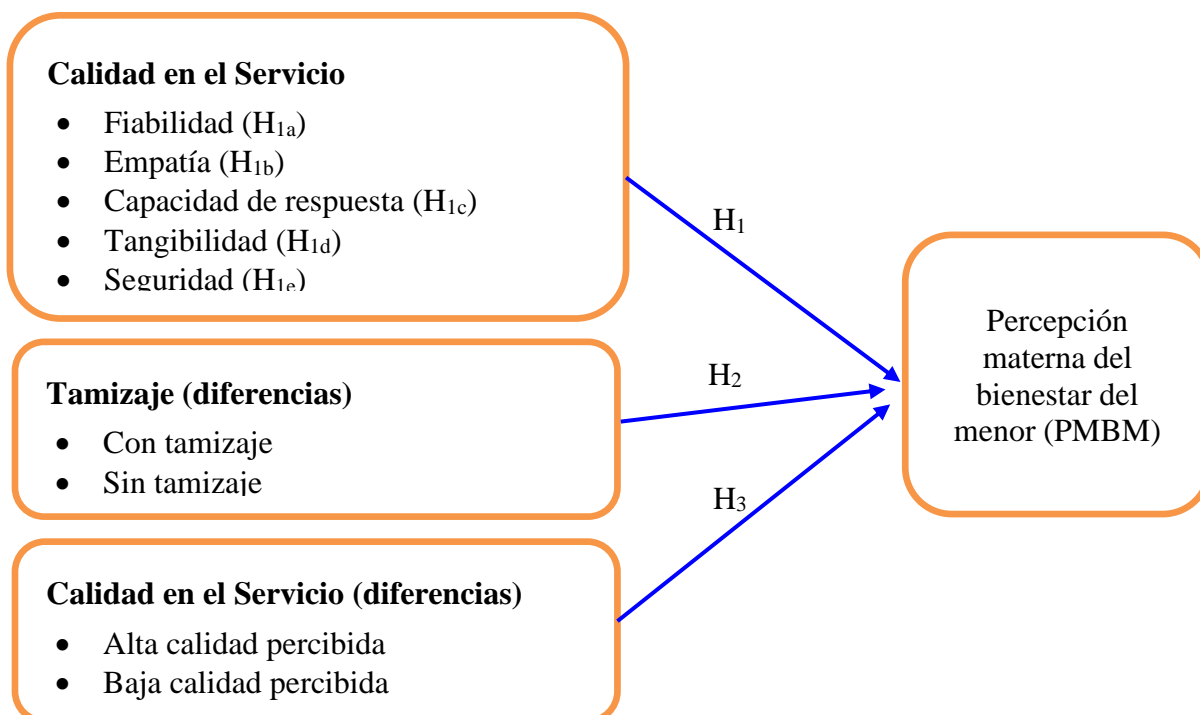 Calidad en el Servicio
• Fiabilidad (H1a)
• Empatía (H1b)
• Capacidad de respuesta (H1c)
• Tangibilidad (H1d)
• Seguridad (H1e)
H1
Tamizaje (diferencias)
• Con tamizaje
• Sin tamizaje
H2
Calidad en el Servicio (diferencias)
• Alta calidad percibida
• Baja calidad percibida
H3
Percepción
materna del
bienestar del
menor (PMBM)